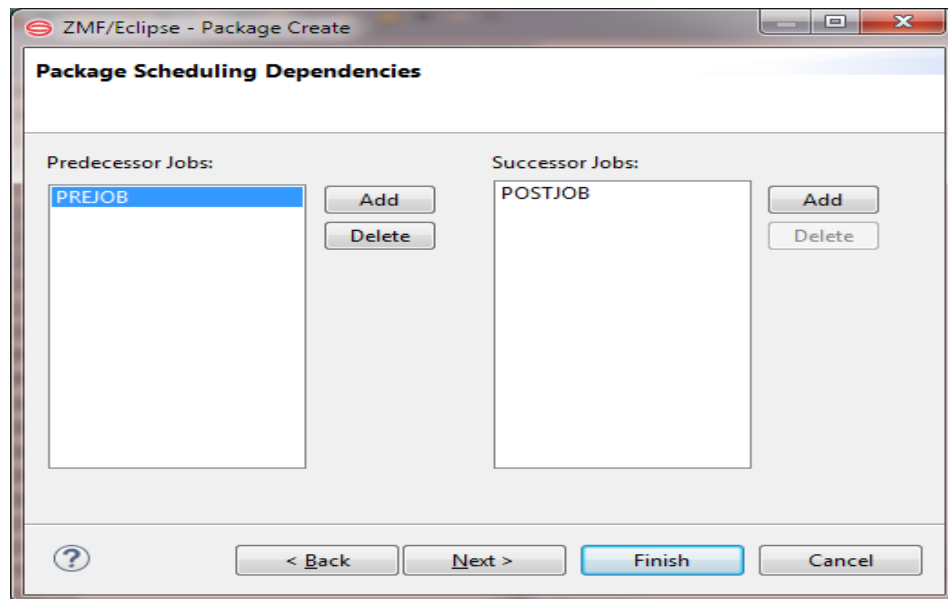 ZMF/Eclipse - Package Create
Package Scheduling Dependencies
Predecessor Jobs:
Successor Jobs:
PREJOB
POSTJOB
Add
Add
Delete
Delete
?
< Back
Next >
Finish
Cancel